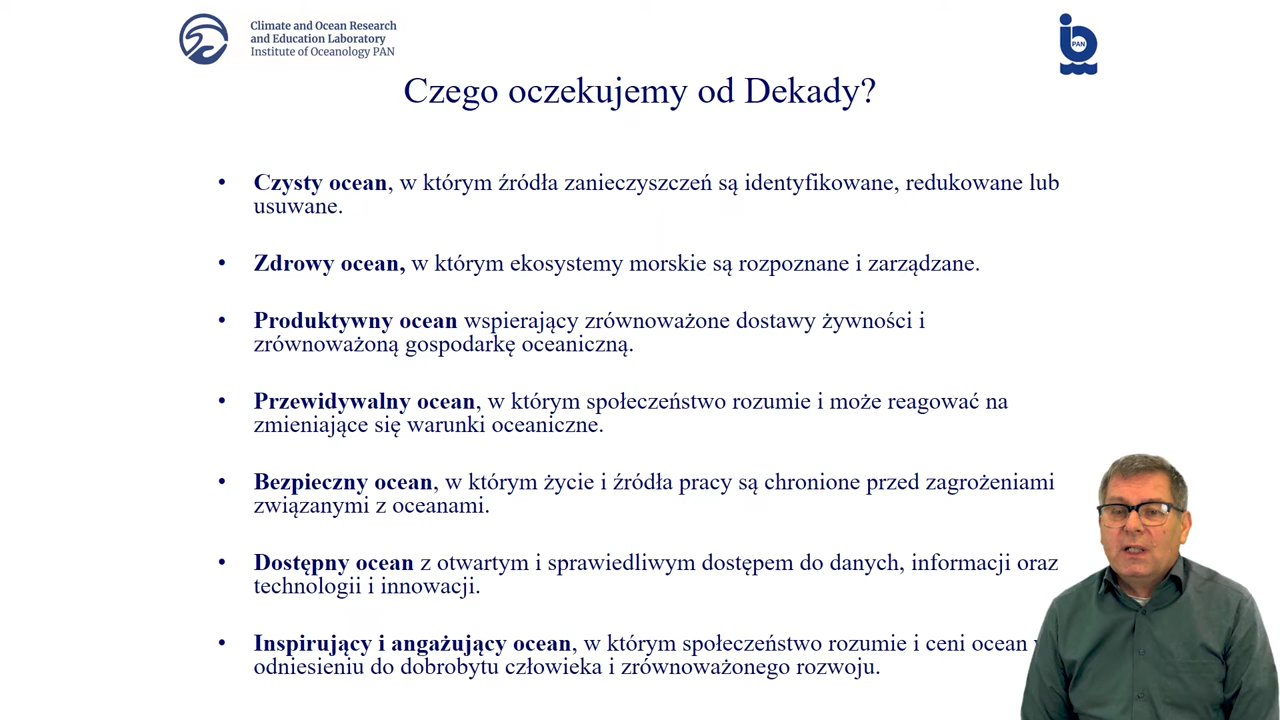 Climate and Ocean Research
and Education Laboratory
Institute of Oceanology PAN
PAN
Czego oczekujemy od Dekady?
• Czysty ocean, w którym źródła zanieczyszczeń są identyfikowane, redukowane lub
usuwane.
• Zdrowy ocean, w którym ekosystemy morskie są rozpoznane i zarządzane.
• Produktywny ocean wspierający zrównoważone dostawy żywności i
zrównoważoną gospodarkę oceaniczną.
• Przewidywalny ocean, w którym społeczeństwo rozumie i może reagować na
zmieniające się warunki oceaniczne.
• Bezpieczny ocean, w którym życie i źródła pracy są chronione przed zagrożeniami
związanymi z oceanami.
• Dostępny ocean z otwartym i sprawiedliwym dostępem do danych, informacji oraz
technologii i innowacji.
• Inspirujący i angażujący ocean, w którym społeczeństwo rozumie i ceni ocean
odniesieniu do dobrobytu człowieka i zrównoważonego rozwoju.